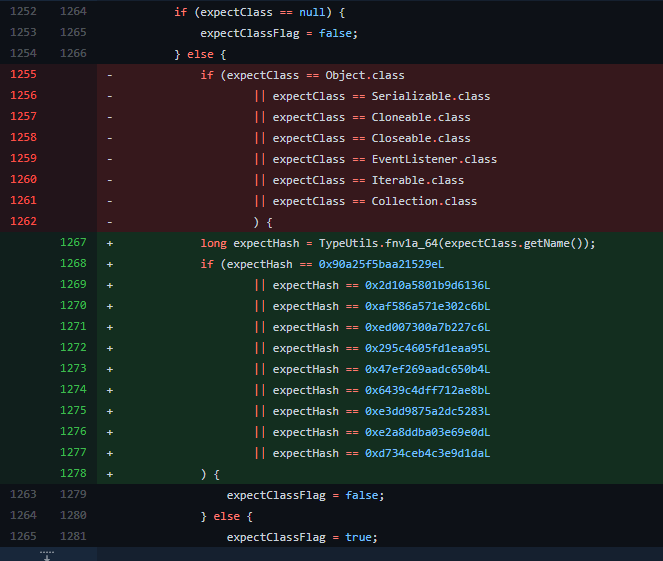 1252 1264 if (expectClass == null) {
1253 1265 expectClassFlag = false;
1254 1266 } else {
1255 - if (expectClass == Object.class
1256 - || expectClass == Serializable.class
1257 - || expectClass == Cloneable.class
1258 - || expectClass == Closeable.class
1259 - || expectClass == EventListener.class
1260 - || expectClass == Iterable.class
1261 - || expectClass == Collection.class
1262 - ) {
1267 + long expectHash = TypeUtils.fnv1a_64(expectClass.getName());
1268 + if (expectHash == 0x90a25f5baa21529eL
1269 + || expectHash == 0x2d10a5801b9d6136L
1270 + || expectHash == 0xaf586a571e302c6bL
1271 + || expectHash == 0xed007300a7b227c6L
1272 + || expectHash == 0x295c4605fd1eaa95L
1273 + || expectHash == 0x47ef269aadc650b4L
1274 + || expectHash == 0x6439c4dff712ae8bL
1275 + || expectHash == 0xe3dd9875a2dc5283L
1276 + || expectHash == 0xe2a8ddba03e69e0dL
1277 + || expectHash == 0xd734ceb4c3e9d1daL
1278 + ) {
1263 1279 expectClassFlag = false;
1264 1280 } else {
1265 1281 expectClassFlag = true;